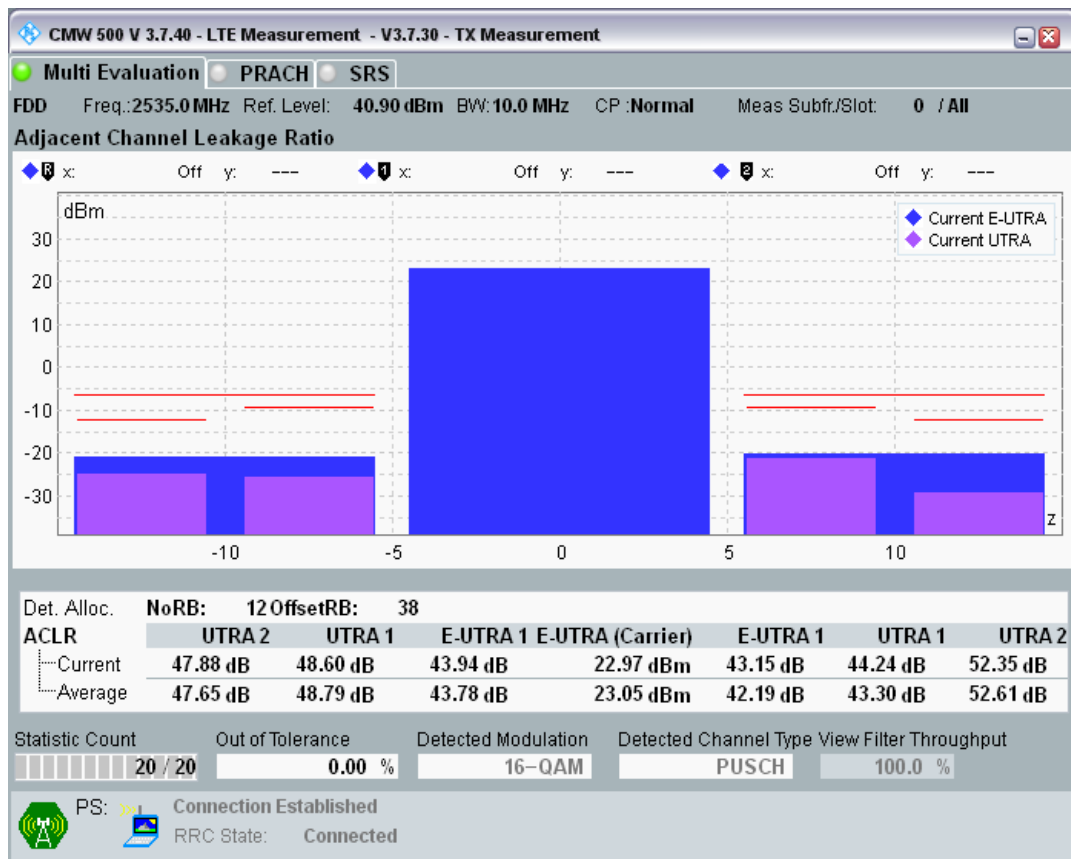 CMW 500 V 3.7.40 - LTE Measurement - V3.7.30 - TX Measurement
Multi Evaluation PRACH SRS
FDD Freq.:2535.0 MHz Ref. Level: 40.90 dBm BW:10.0 MHz CP :Normal Meas Subfr./Slot: 0 / All
Adjacent Channel Leakage Ratio
R x: Off y: --- 1 x: Off y: --- 2 x: Off y: ---
dBm
Current E-UTRA
Current UTRA
30
20
10
0
-10
-20
-30
z
-10 -5 0 5 10
Det. Alloc. NoRB: 12 OffsetRB: 38
ACLR UTRA 2 UTRA 1 E-UTRA 1 E-UTRA (Carrier) E-UTRA 1 UTRA 1 UTRA 2
Current 47.88 dB 48.60 dB 43.94 dB 22.97 dBm 43.15 dB 44.24 dB 52.35 dB
Average 47.65 dB 48.79 dB 43.78 dB 23.05 dBm 42.19 dB 43.30 dB 52.61 dB
Statistic Count Out of Tolerance Detected Modulation Detected Channel Type View Filter Throughput
20 / 20 0.00 % 16-QAM PUSCH 100.0 %
PS: Connection Established
RRC State: Connected